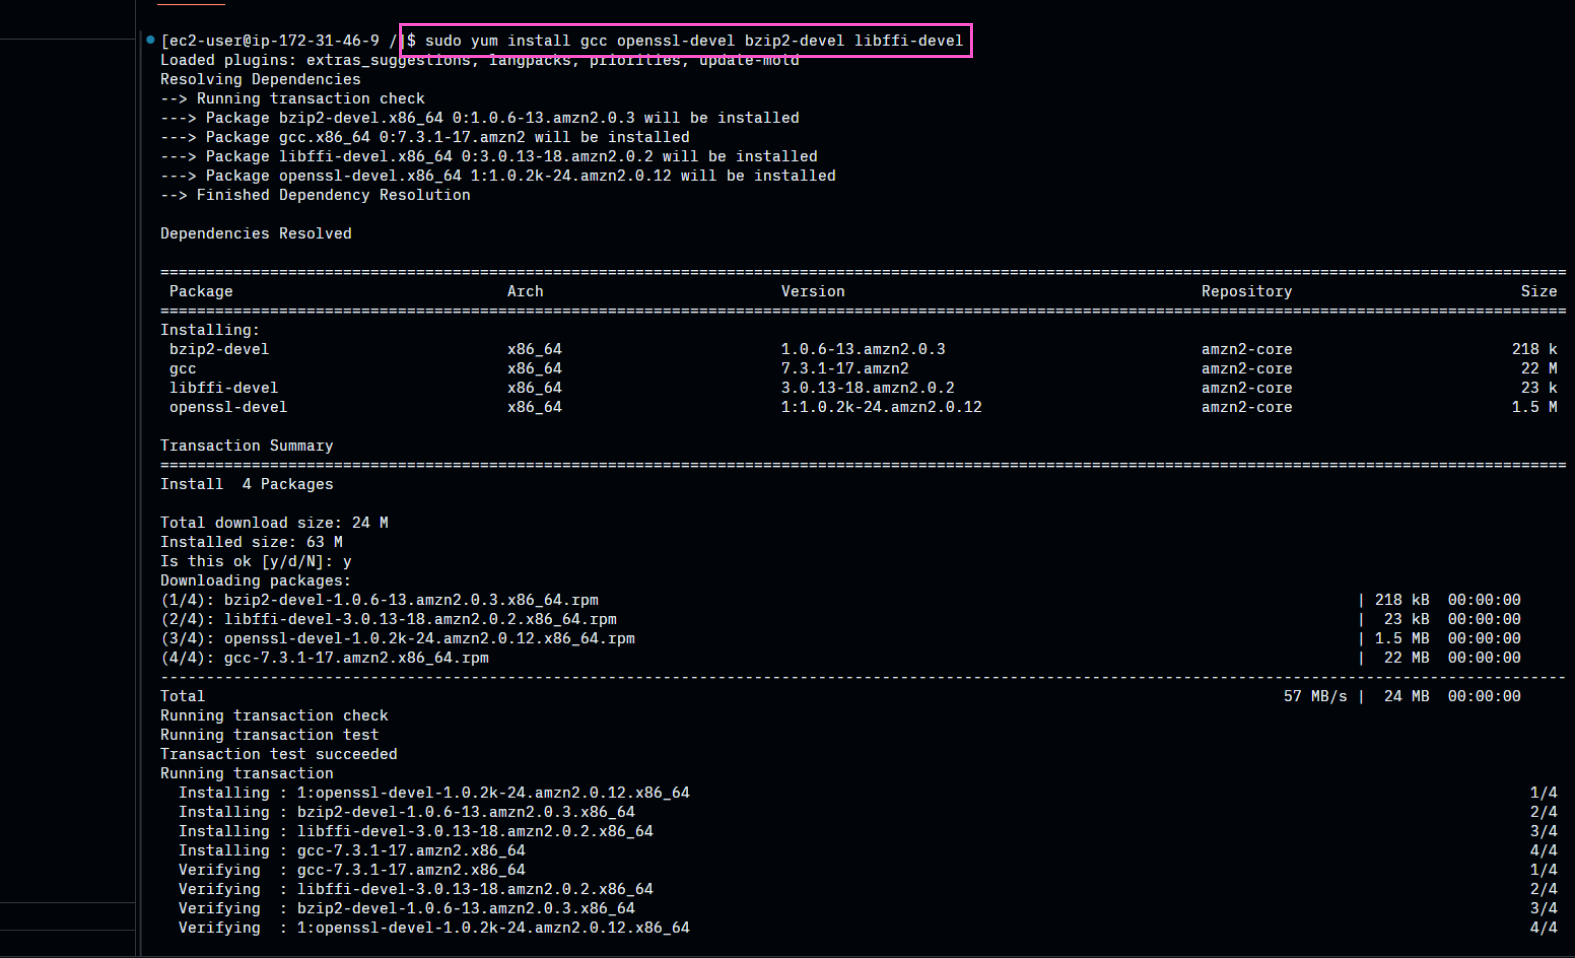 [ec2-user@ip-172-31-46-9 /]$ sudo yum install gcc openssl-devel bzip2-devel libffi-devel
Loaded plugins: extras_suggestions, langpacks, priorities, update-motd
Resolving Dependencies
--> Running transaction check
---> Package bzip2-devel.x86_64 0:1.0.6-13.amzn2.0.3 will be installed
---> Package gcc.x86_64 0:7.3.1-17.amzn2 will be installed
---> Package libffi-devel.x86_64 0:3.0.13-18.amzn2.0.2 will be installed
---> Package openssl-devel.x86_64 1:1.0.2k-24.amzn2.0.12 will be installed
--> Finished Dependency Resolution
Dependencies Resolved
Package Arch Version Repository Size
Installing:
bzip2-devel x86_64 1.0.6-13.amzn2.0.3 amzn2-core 218 k
gcc x86_64 7.3.1-17.amzn2 amzn2-core 22 M
libffi-devel x86_64 3.0.13-18.amzn2.0.2 amzn2-core 23 k
openssl-devel x86_64 1:1.0.2k-24.amzn2.0.12 amzn2-core 1.5 M
Transaction Summary
Install 4 Packages
Total download size: 24 M
Installed size: 63 M
Is this ok [y/d/N]: y
Downloading packages:
(1/4): bzip2-devel-1.0.6-13.amzn2.0.3.x86_64.rpm | 218 kB 00:00:00
(2/4): libffi-devel-3.0.13-18.amzn2.0.2.x86_64.rpm | 23 kB 00:00:00
(3/4): openssl-devel-1.0.2k-24.amzn2.0.12.x86_64.rpm | 1.5 MB 00:00:00
(4/4): gcc-7.3.1-17.amzn2.x86_64.rpm | 22 MB 00:00:00
Total 57 MB/s | 24 MB 00:00:00
Running transaction check
Running transaction test
Transaction test succeeded
Running transaction
Installing : 1:openssl-devel-1.0.2k-24.amzn2.0.12.x86_64 1/4
Installing : bzip2-devel-1.0.6-13.amzn2.0.3.x86_64 2/4
Installing : libffi-devel-3.0.13-18.amzn2.0.2.x86_64 3/4
Installing : gcc-7.3.1-17.amzn2.x86_64 4/4
Verifying : gcc-7.3.1-17.amzn2.x86_64 1/4
Verifying : libffi-devel-3.0.13-18.amzn2.0.2.x86_64 2/4
Verifying : bzip2-devel-1.0.6-13.amzn2.0.3.x86_64 3/4
Verifying : 1:openssl-devel-1.0.2k-24.amzn2.0.12.x86_64 4/4